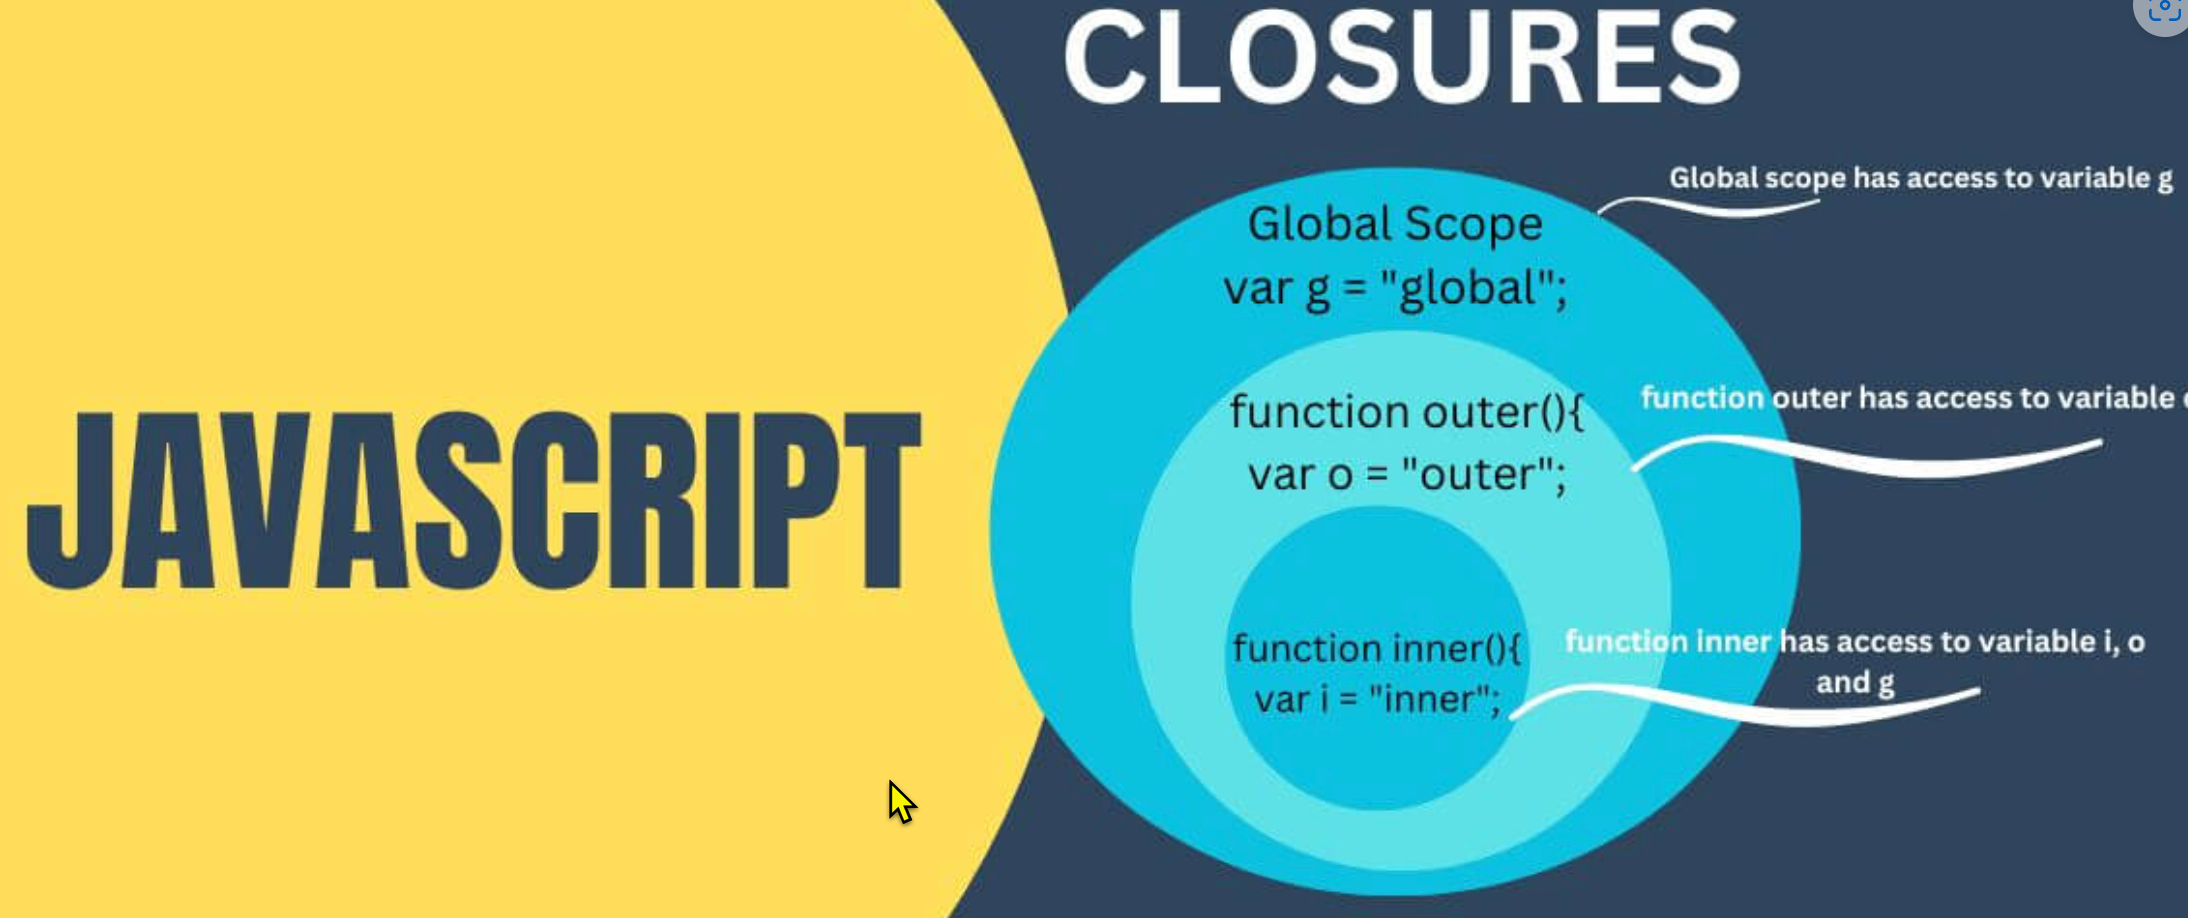 CLOSURES
Global scope has access to variable g
Global Scope
var g = "global";
function outer has access to variable
function outer(){
var o = "outer";
JAVASCRIPT
function inner has access to variable i, o
and g
function inner(){
var i = "inner";